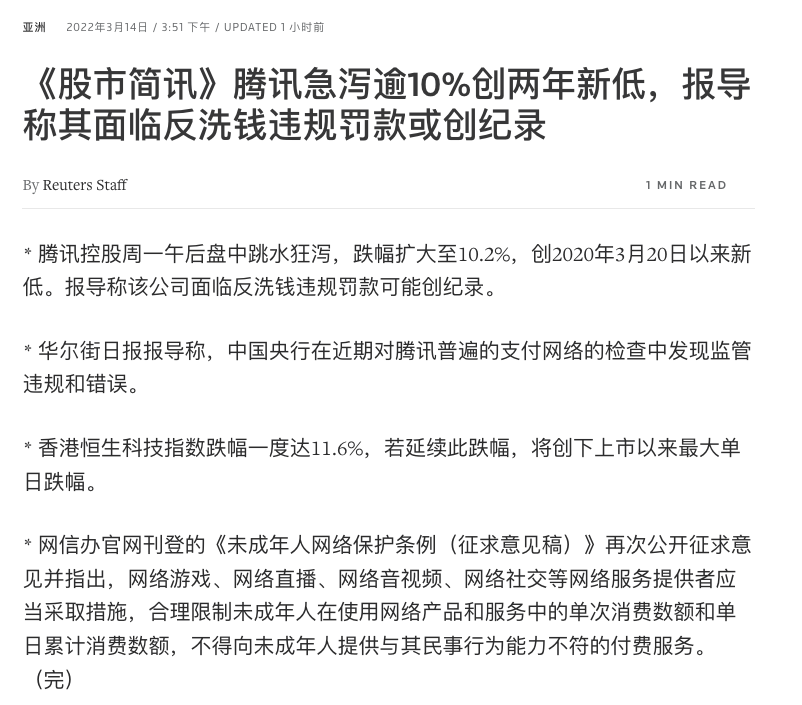 亚洲 2022年3月14日 / 3:51 下午 / UPDATED 1 小时前
《股市简讯》腾讯急泻逾10%创两年新低，报导
称其面临反洗钱违规罚款或创纪录
By Reuters Staff 1 MIN READ
* 腾讯控股周一午后盘中跳水狂泻，跌幅扩大至10.2%，创2020年3月20日以来新
低。报导称该公司面临反洗钱违规罚款可能创纪录。
* 华尔街日报报导称，中国央行在近期对腾讯普遍的支付网络的检查中发现监管
违规和错误。
* 香港恒生科技指数跌幅一度达11.6%，若延续此跌幅，将创下上市以来最大单
日跌幅。
* 网信办官网刊登的《未成年人网络保护条例（征求意见稿）》再次公开征求意
见并指出，网络游戏、网络直播、网络音视频、网络社交等网络服务提供者应
当采取措施，合理限制未成年人在使用网络产品和服务中的单次消费数额和单
日累计消费数额，不得向未成年人提供与其民事行为能力不符的付费服务。
（完）